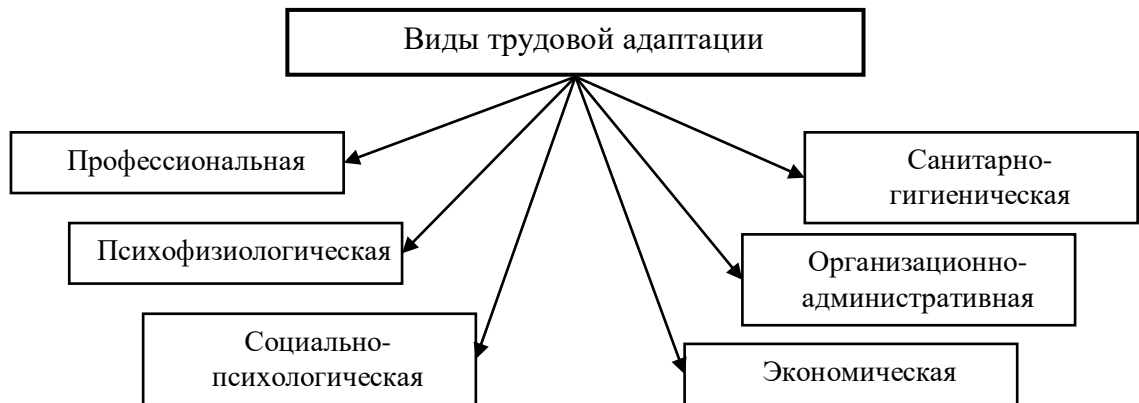 Виды трудовой адаптации
Профессиональная
Санитарно-
гигиеническая
Психофизиологическая
Организационно-
административная
Социально-
психологическая
Экономическая